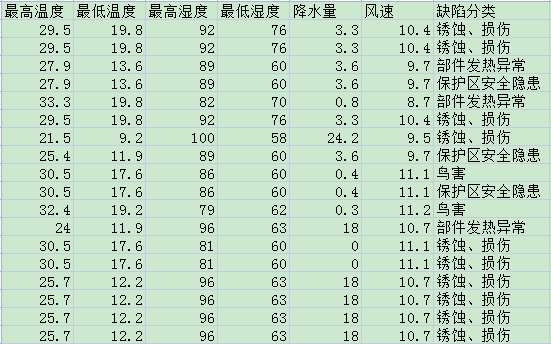 最高温度 最低温度 最高湿度 最低湿度 降水量 风速 缺陷分类
29.5 19.8 92 76 3.3 10.4 锈蚀、损伤
29.5 19.8 92 76 3.3 10.4 锈蚀、损伤
27.9 13.6 89 60 3.6 9.7 部件发热异常
27.9 13.6 89 60 3.6 9.7 保护区安全隐患
33.3 19.8 82 70 0.8 8.7 部件发热异常
29.5 19.8 92 76 3.3 10.4 锈蚀、损伤
21.5 9.2 100 58 24.2 9.5 锈蚀、损伤
25.4 11.9 89 60 3.6 9.7 保护区安全隐患
30.5 17.6 86 60 0.4 11.1 鸟害
30.5 17.6 86 60 0.4 11.1 保护区安全隐患
32.4 19.2 79 62 0.3 11.2 鸟害
24 11.9 96 63 18 10.7 部件发热异常
30.5 17.6 81 60 0 11.1 锈蚀、损伤
30.5 17.6 81 60 0 11.1 锈蚀、损伤
25.7 12.2 96 63 18 10.7 锈蚀、损伤
25.7 12.2 96 63 18 10.7 锈蚀、损伤
25.7 12.2 96 63 18 10.7 锈蚀、损伤
25.7 12.2 96 63 18 10.7 锈蚀、损伤